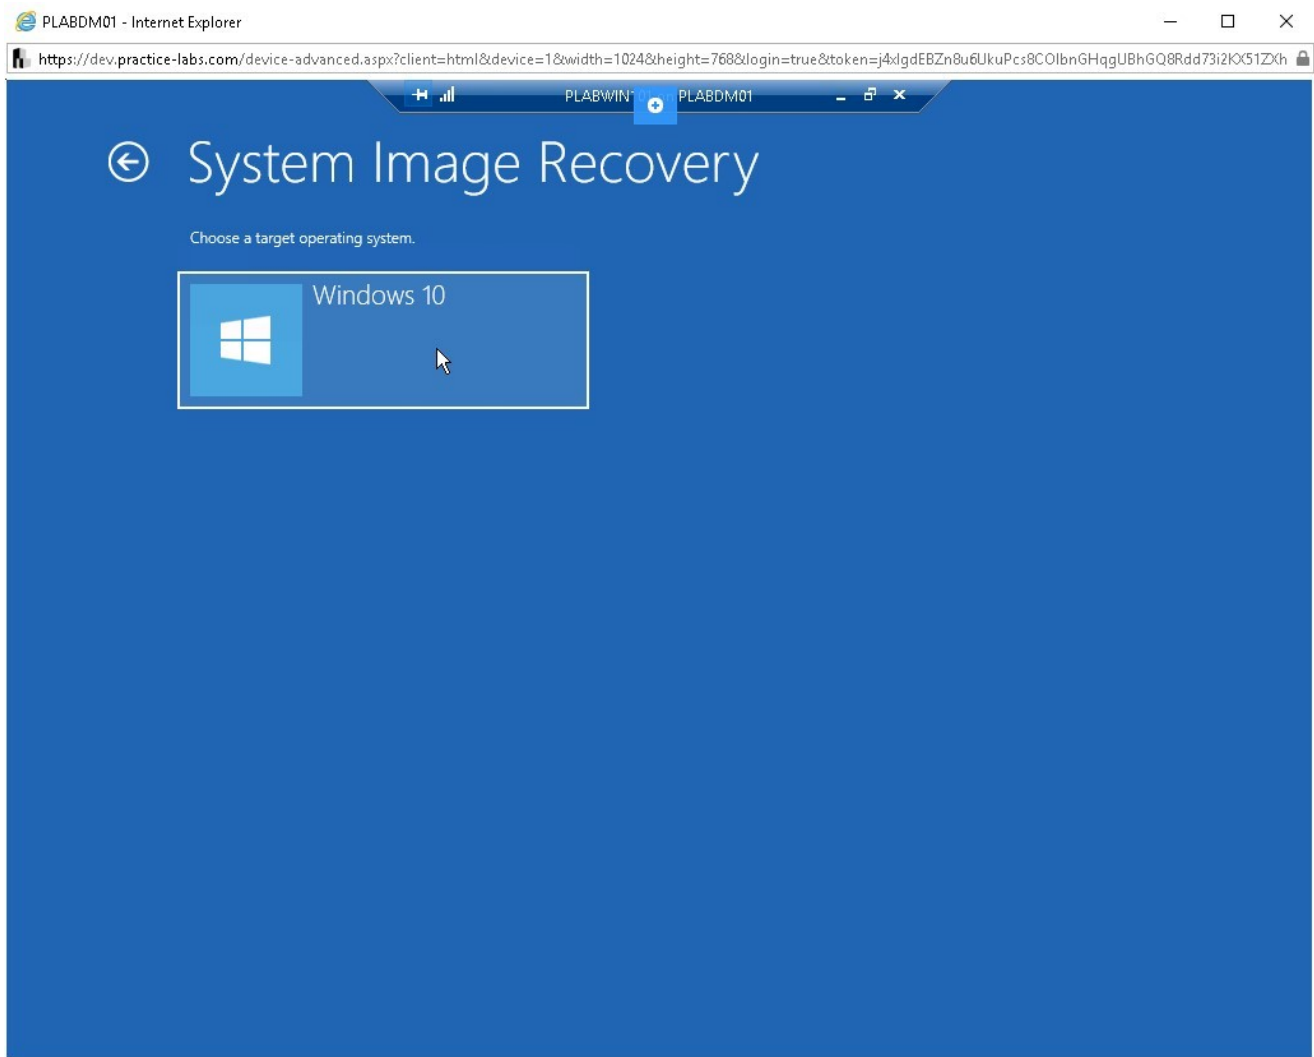 PLABDM01 - Internet Explorer
https://dev.practice-labs.com/device-advanced.aspx?client=html&device=1&width=1024&height=768&login=true&token=j4xlgdEBZn8u6UkuPcs8COlbnGHqgUBhGQ8Rdd73i2KX51ZXh
PLABWIN PLABDM01
System Image Recovery
Choose a target operating system.
Windows 10